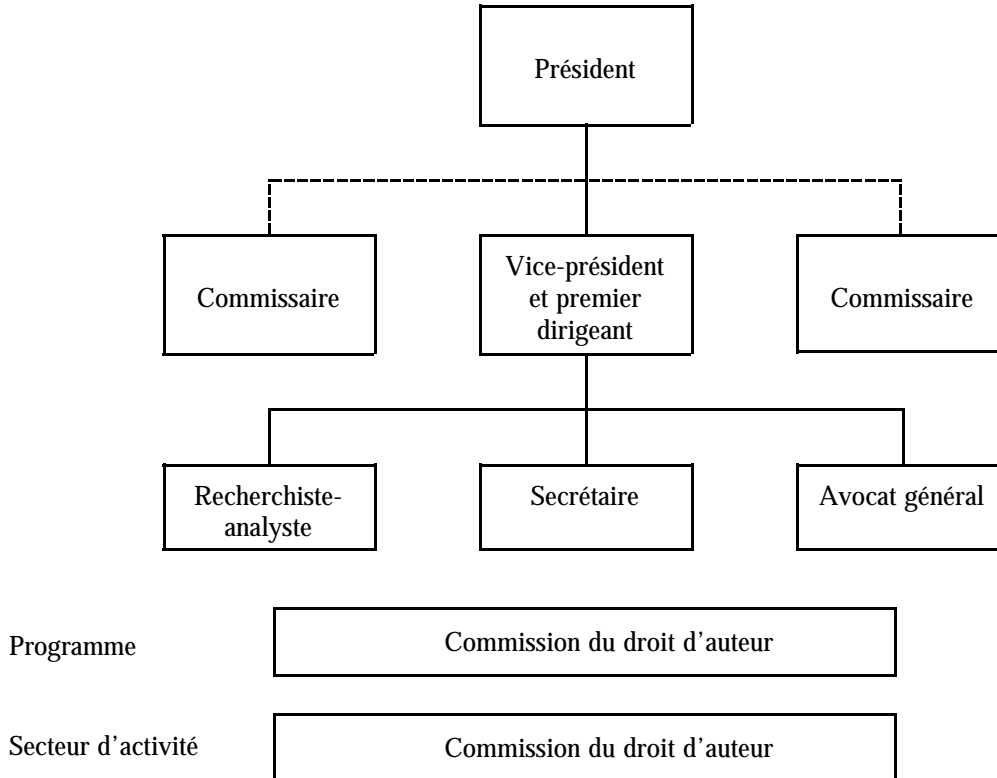 Président
Commissaire
Vice-président
et premier
dirigeant
Commissaire
Recherchiste-
analyste
Secrétaire
Avocat général
Programme
Commission du droit d'auteur
Secteur d'activité
Commission du droit d'auteur